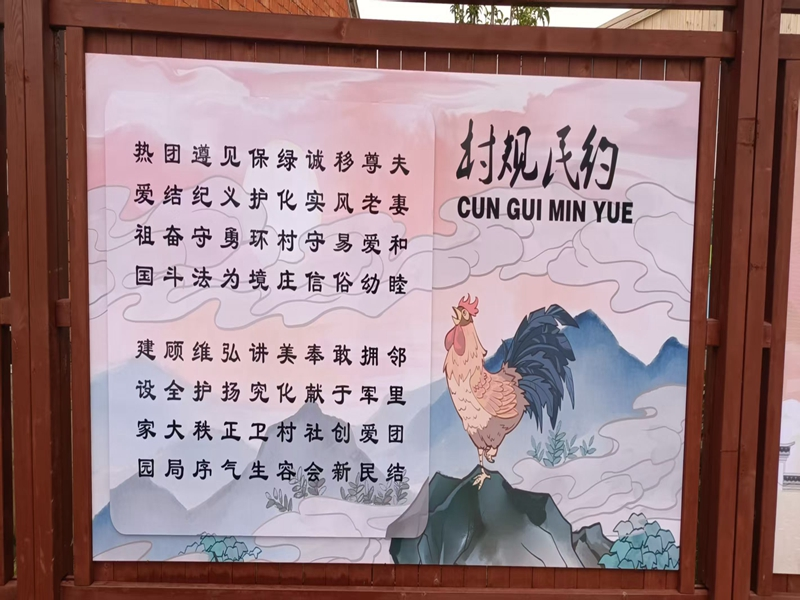 村规民约
CUN GUI MIN YUE
热爱祖国 建设家园
团结奋斗 顾全大局
遵纪守法 维护秩序
见义勇为 弘扬正气
保护环境 讲究卫生
绿化村庄 美化村容
诚实守信 奉献社会
移风易俗 敢于创新
尊老爱幼 拥军爱民
夫妻和睦 邻里团结